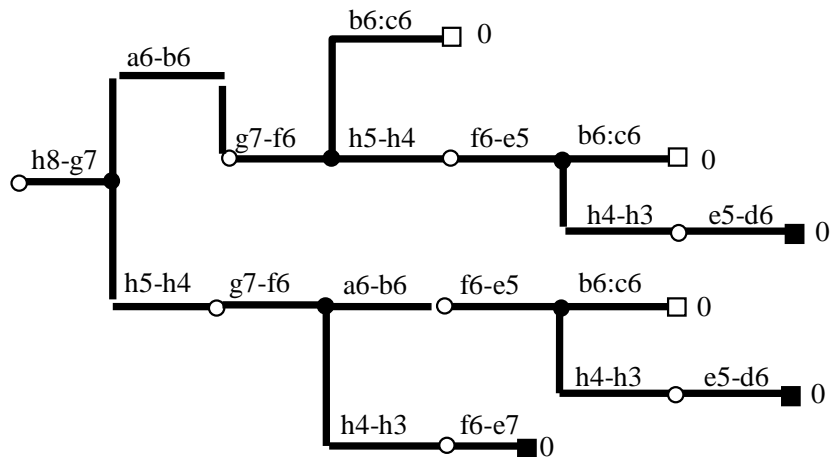 b6:c6 0
a6-b6
g7-f6 h5-h4 f6-e5 b6:c6 0
h8-g7
h4-h3 e5-d6 0
h5-h4 g7-f6 a6-b6 f6-e5 b6:c6 0
h4-h3 e5-d6 0
h4-h3 f6-e7 0